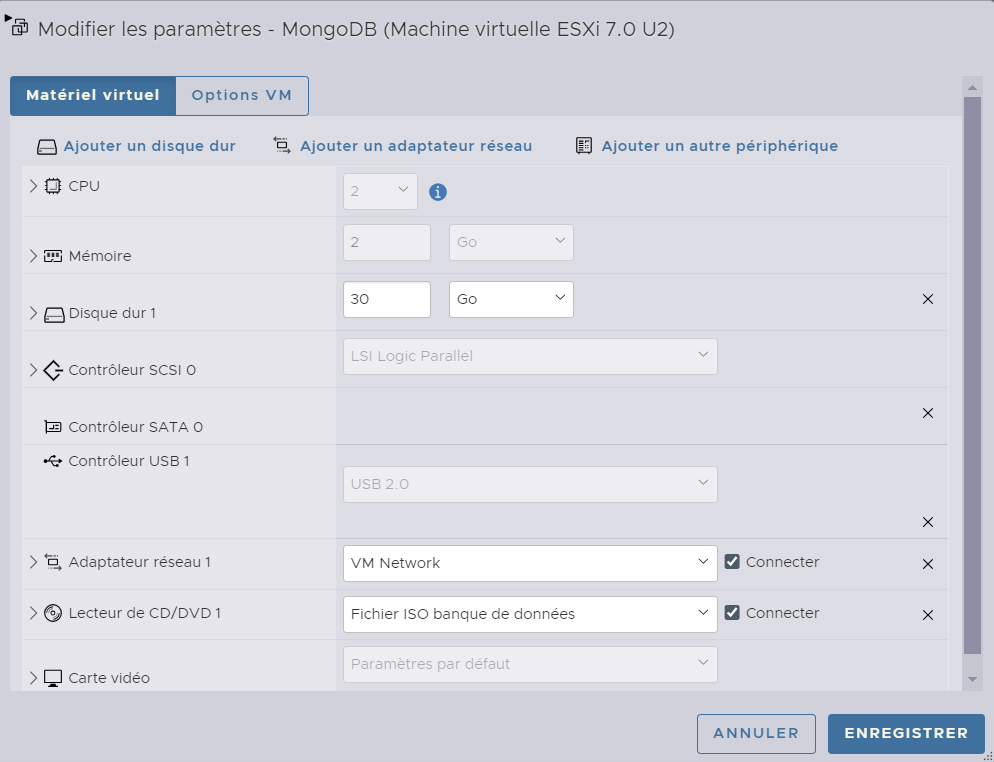 Modifier les paramètres - MongoDB (Machine virtuelle ESXi 7.0 U2)
Matériel virtuel Options VM
Ajouter un disque dur Ajouter un adaptateur réseau Ajouter un autre périphérique
CPU 2
Mémoire 2 Go
Disque dur 1 30 Go
Contrôleur SCSI 0 LSI Logic Parallel
Contrôleur SATA 0
Contrôleur USB 1
USB 2.0
Adaptateur réseau 1 VM Network Connecter
Lecteur de CD/DVD 1 Fichier ISO banque de données Connecter
Carte vidéo Paramètres par défaut
ANNULER ENREGISTRER